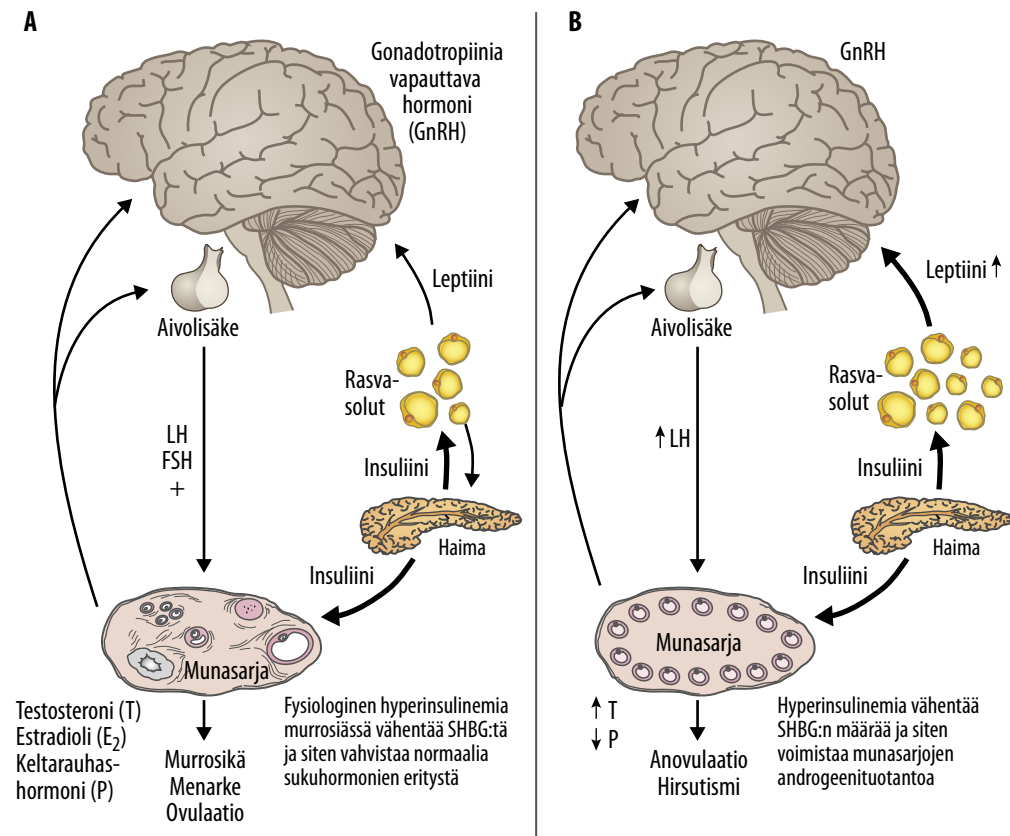 A
Gonadotropiinia
vapauttava
hormoni
(GnRH)
Leptiini
Aivolisäke
Rasva-
solut
LH
FSH
+
Insuliini
Haima
Insuliini
Munasarja
Testosteroni (T)
Estradioli (E₂)
Keltarauhas-
hormoni (P)
Murrosikä
Menarke
Ovulaatio
Fysiologinen hyperinsulinemia
murrosiässä vähentää SHBG:tä
ja siten vahvistaa normaalia
sukuhormonien eritystä
B
GnRH
Leptiini ↑
Aivolisäke
Rasva-
solut
↑ LH
Insuliini
Haima
Insuliini
Munasarja
↑ T
↓ P
Anovulaatio
Hirsutismi
Hyperinsulinemia vähentää
SHBG:n määrää ja siten
voimistaa munasarjojen
androgeenituotantoa